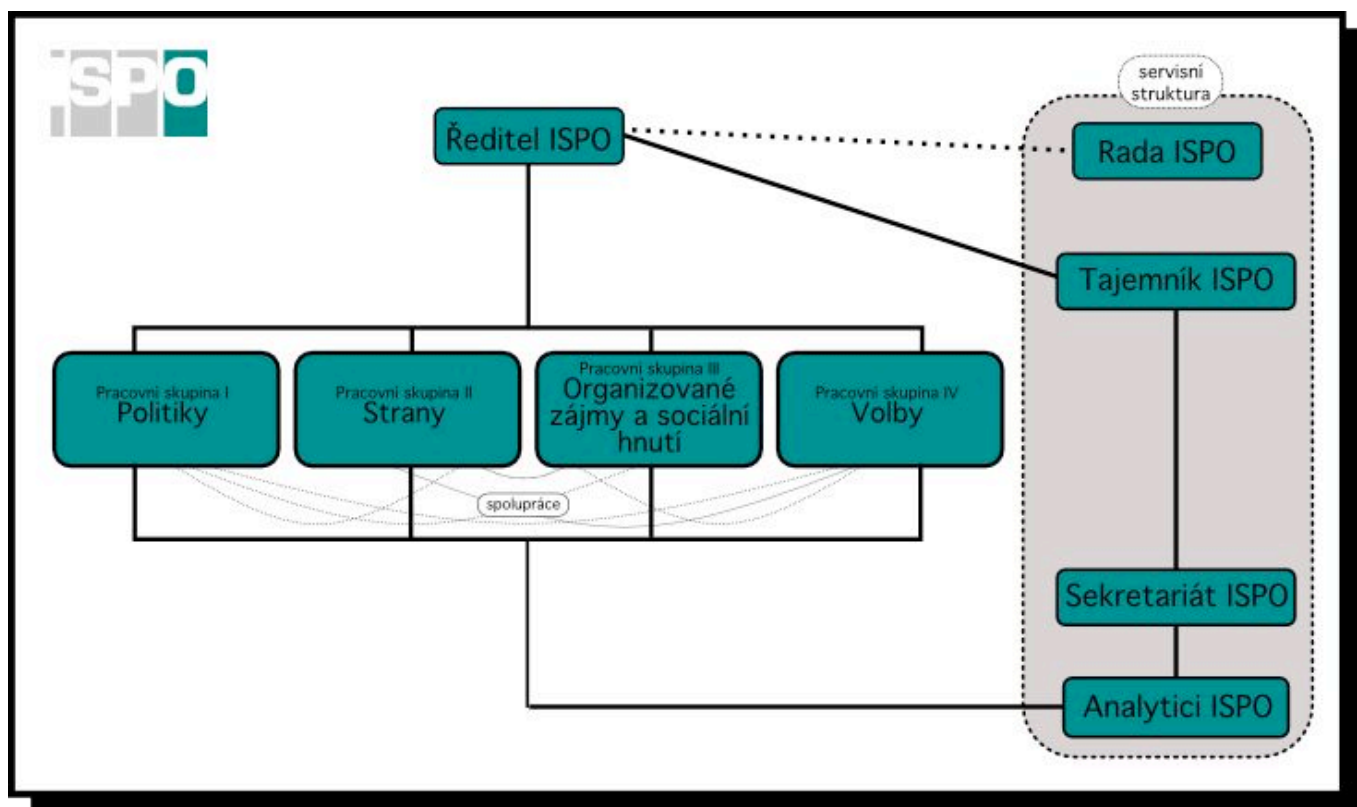 iSPO
servisní
struktura
Ředitel ISPO
Rada ISPO
Tajemník ISPO
Pracovní skupina I
Politiky
Pracovní skupina II
Strany
Pracovní skupina III
Organizované
zájmy a sociální
hnutí
Pracovní skupina IV
Volby
spolupráce
Sekretariát ISPO
Analytici ISPO